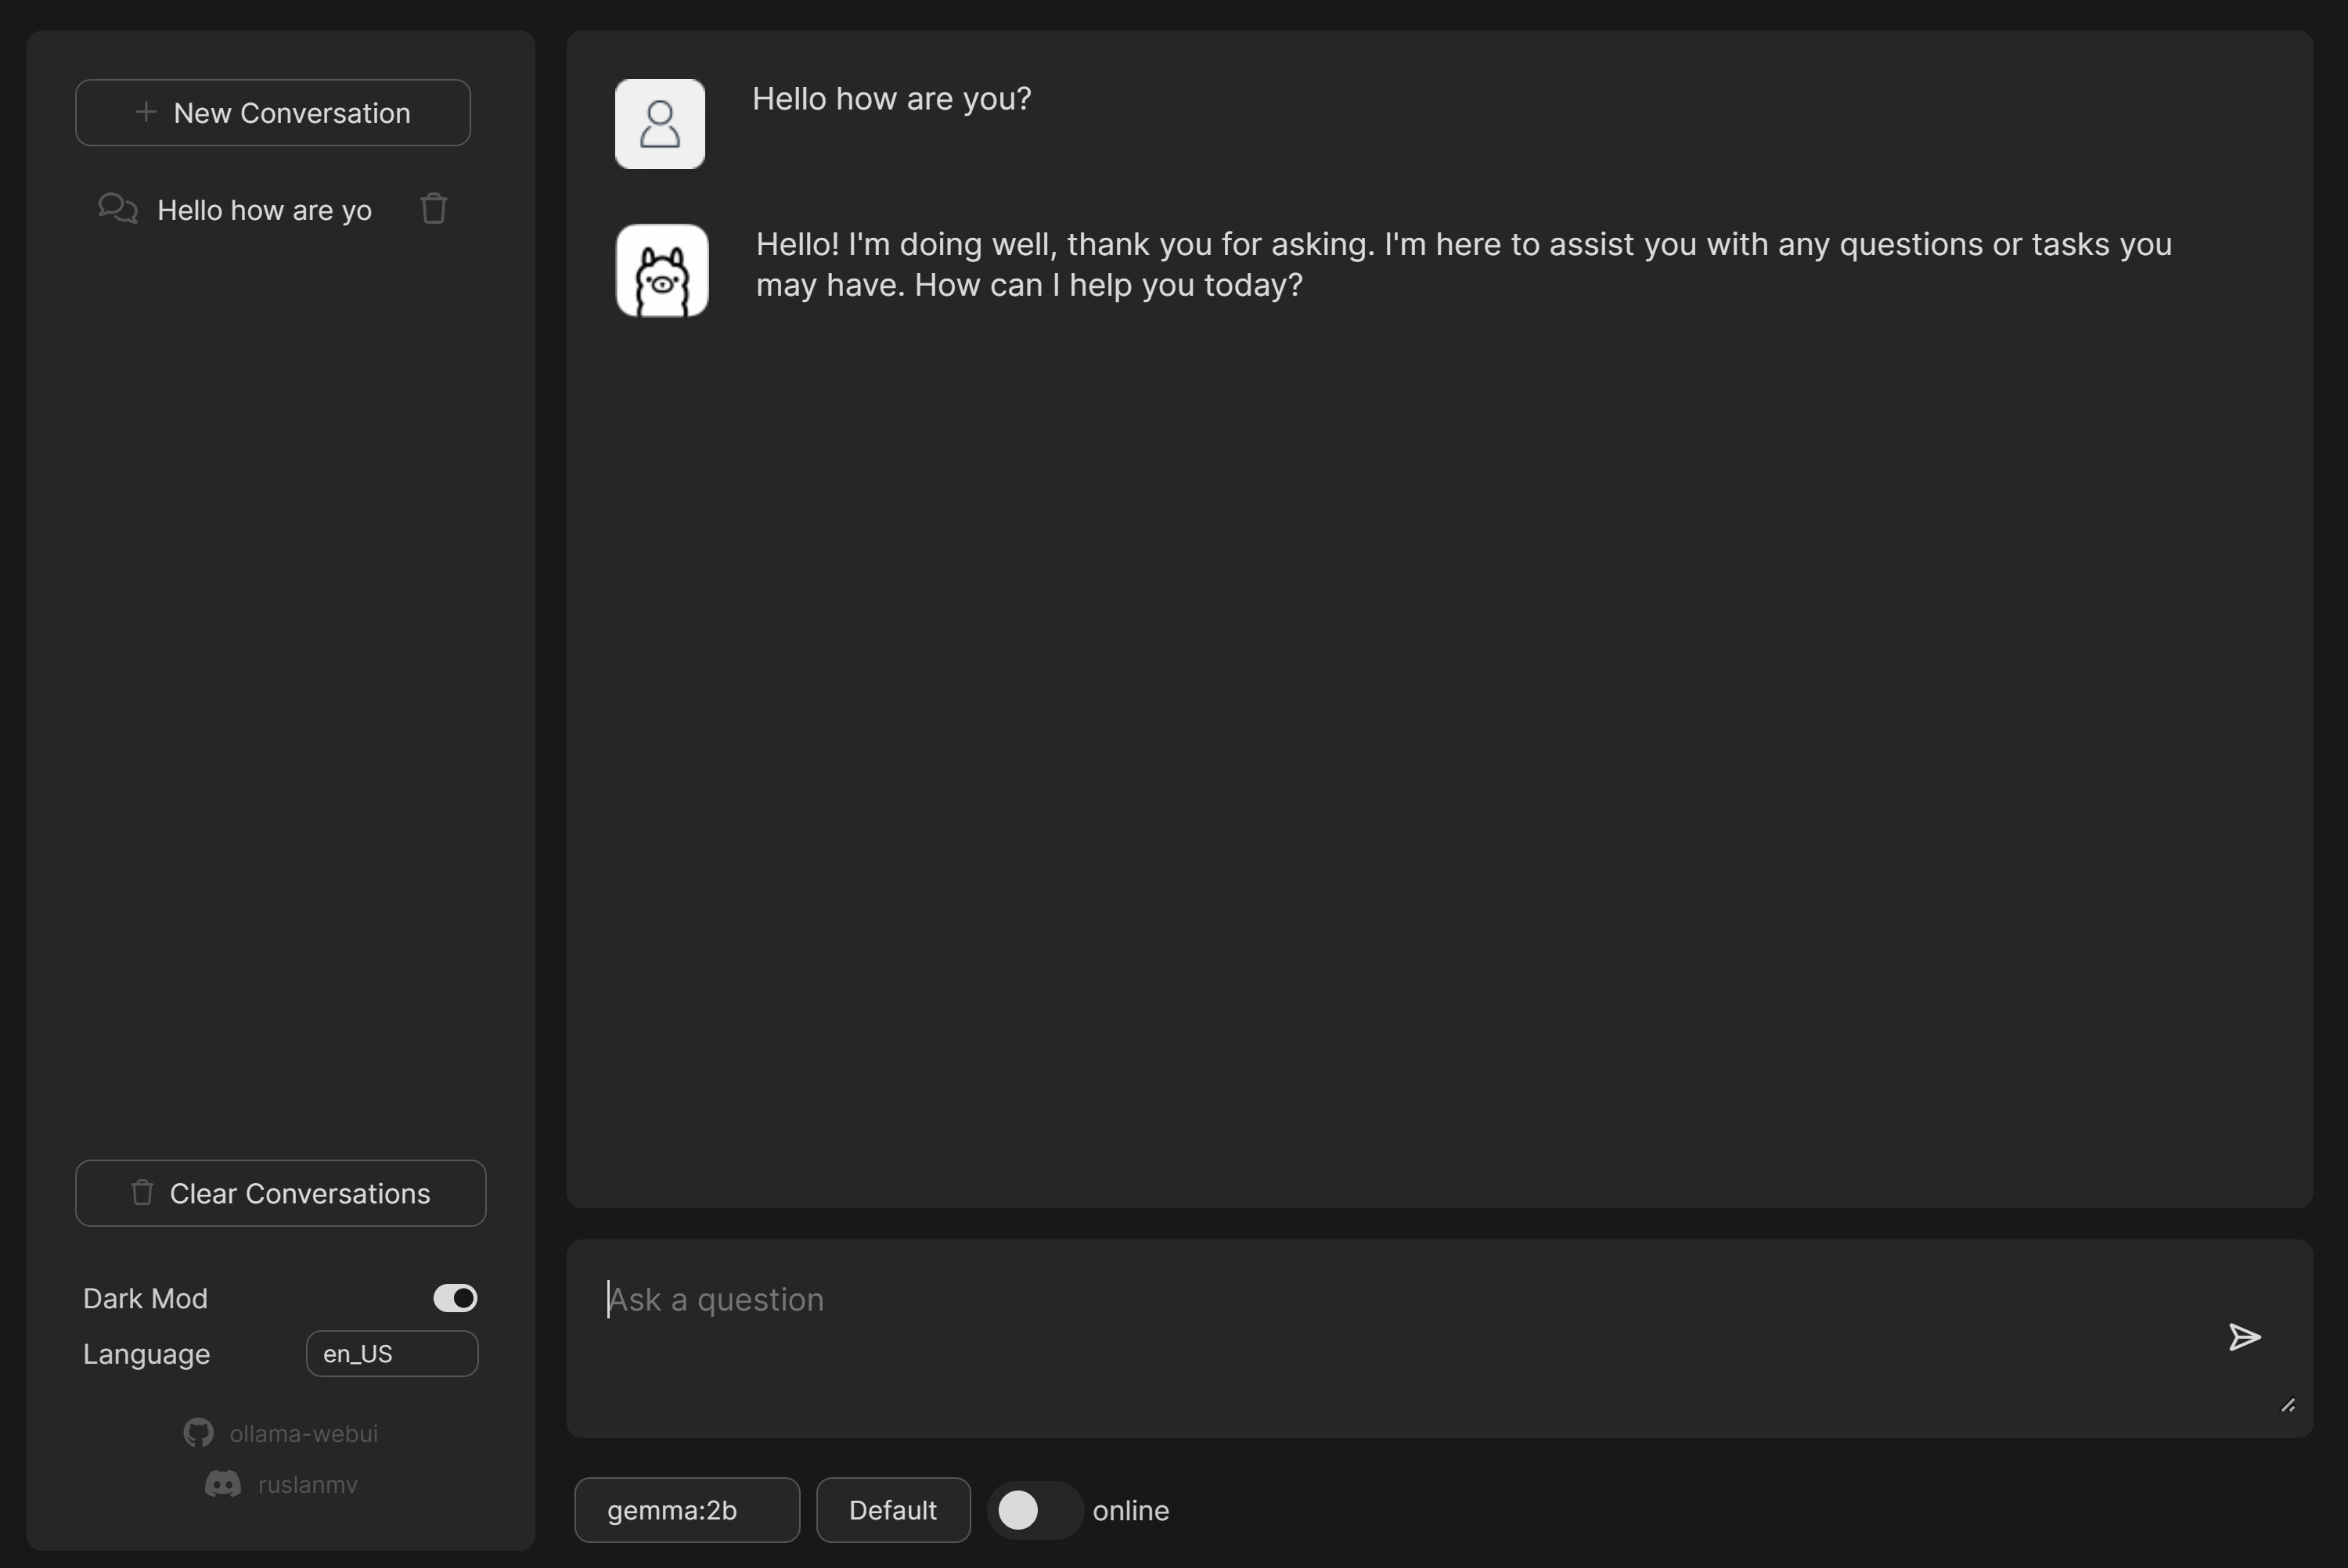 New Conversation
Hello how are yo
Clear Conversations
Dark Mod
Language
en_US
ollama-webui
ruslanmv
Hello how are you?
Hello! I'm doing well, thank you for asking. I'm here to assist you with any questions or tasks you
may have. How can I help you today?
Ask a question
gemma:2b
Default
online